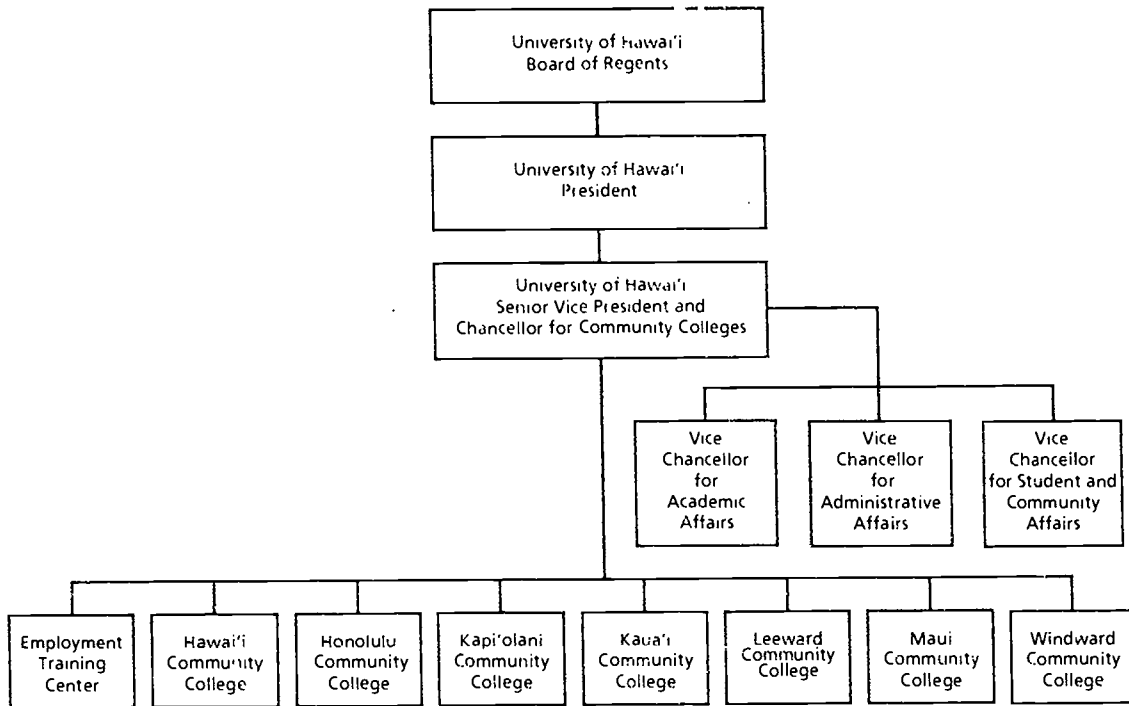 University of Hawai'i
Board of Regents
University of Hawai'i
President
University of Hawai'i
Senior Vice President and
Chancellor for Community Colleges
Vice
Chancellor
for
Academic
Affairs
Vice
Chancellor
for
Administrative
Affairs
Vice
Chancellor
for Student and
Community
Affairs
Employment
Training
Center
Hawai'i
Community
College
Honolulu
Community
College
Kapi'olani
Community
College
Kaua'i
Community
College
Leeward
Community
College
Maui
Community
College
Windward
Community
College